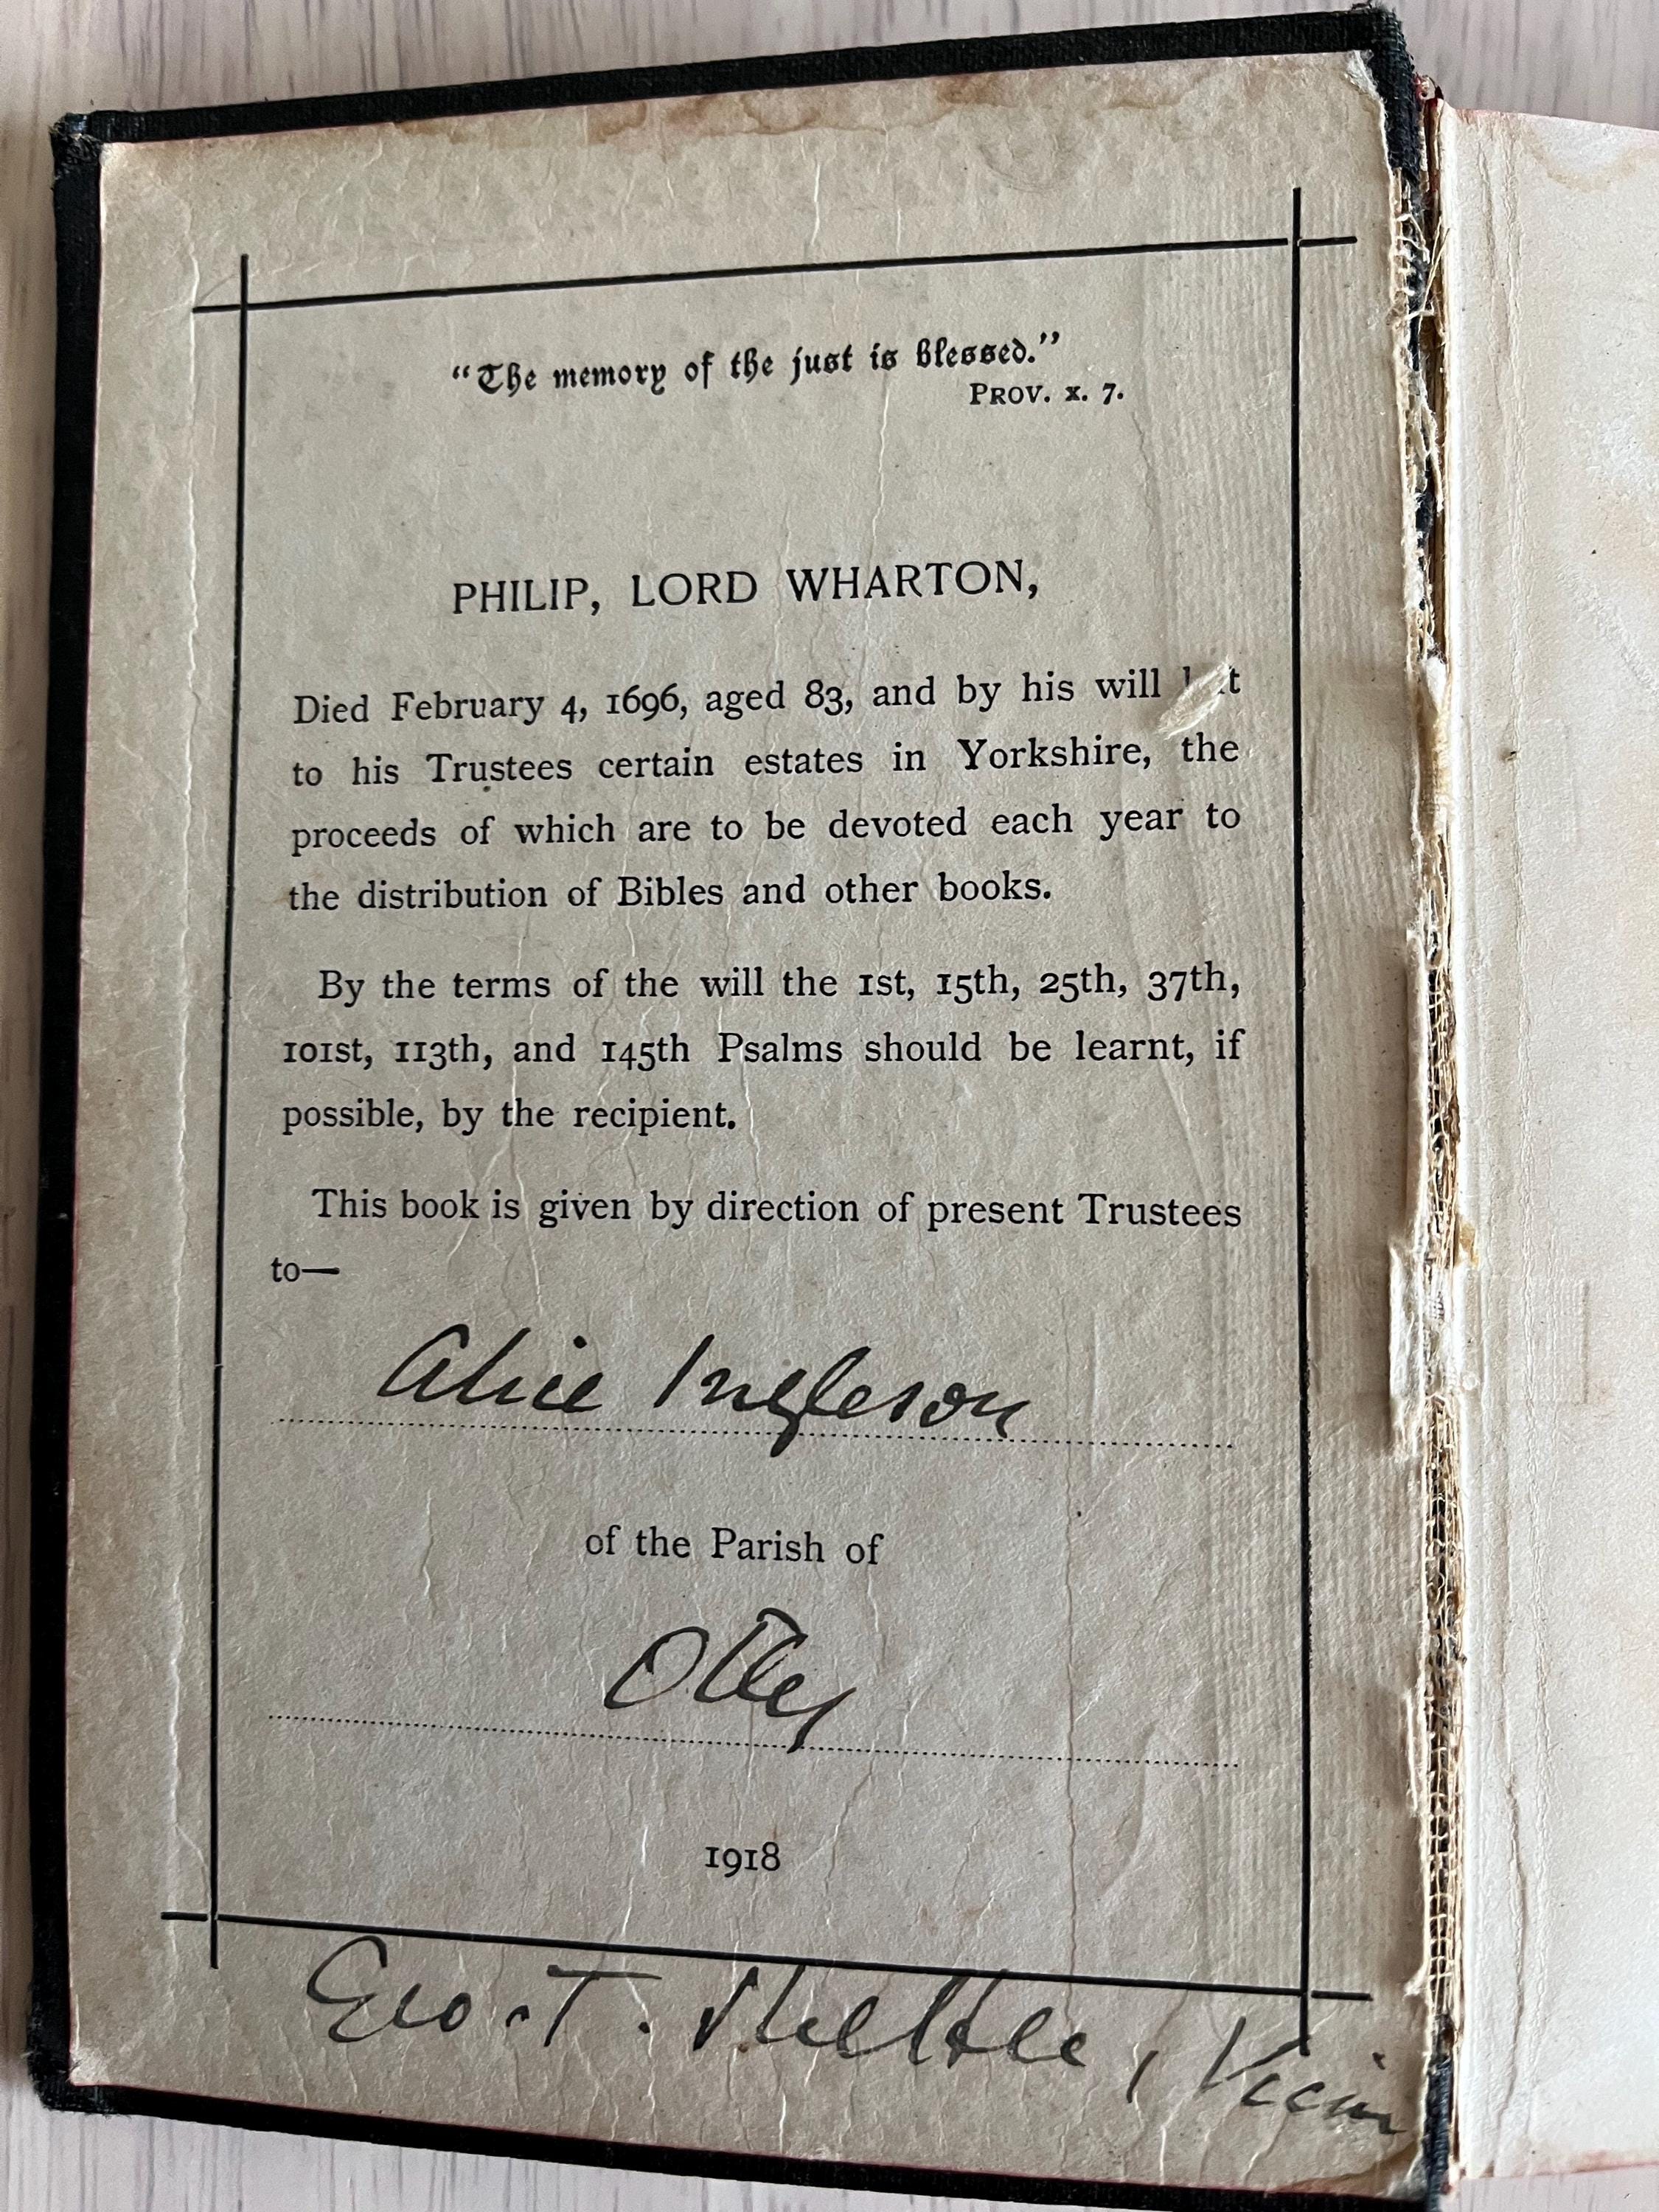 “The memory of the just is blessed.”
PROV. x. 7.
PHILIP, LORD WHARTON,
Died February 4, 1696, aged 83, and by his will
to his Trustees certain estates in Yorkshire, the
proceeds of which are to be devoted each year to
the distribution of Bibles and other books.
By the terms of the will the 1st, 15th, 25th, 37th,
101st, 113th, and 145th Psalms should be learnt, if
possible, by the recipient.
This book is given by direction of present Trustees
to—
Alice Ingleson
of the Parish of
Otley
1918
Geo. T. , Vicar